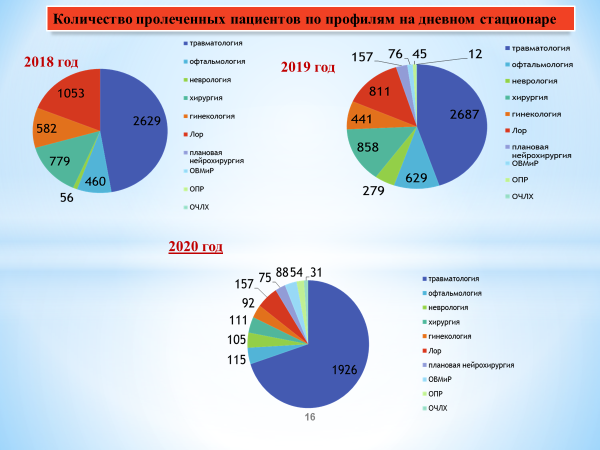 Количество пролеченных пациентов по профилям на дневном стационаре
2018 год
1053
2629
582
779
460
56
травматология
офтальмология
неврология
хирургия
гинекология
Лор
плановая
нейрохирургия
ОВМиР
ОПР
ОЧЛХ
2019 год
157
76
45
12
811
2687
441
858
629
279
травматология
офтальмология
неврология
хирургия
гинекология
Лор
плановая
нейрохирургия
ОВМиР
ОПР
ОЧЛХ
2020 год
75
88
54
31
157
92
111
105
115
1926
травматология
офтальмология
неврология
хирургия
гинекология
Лор
плановая нейрохирургия
ОВМиР
ОПР
ОЧЛХ
16